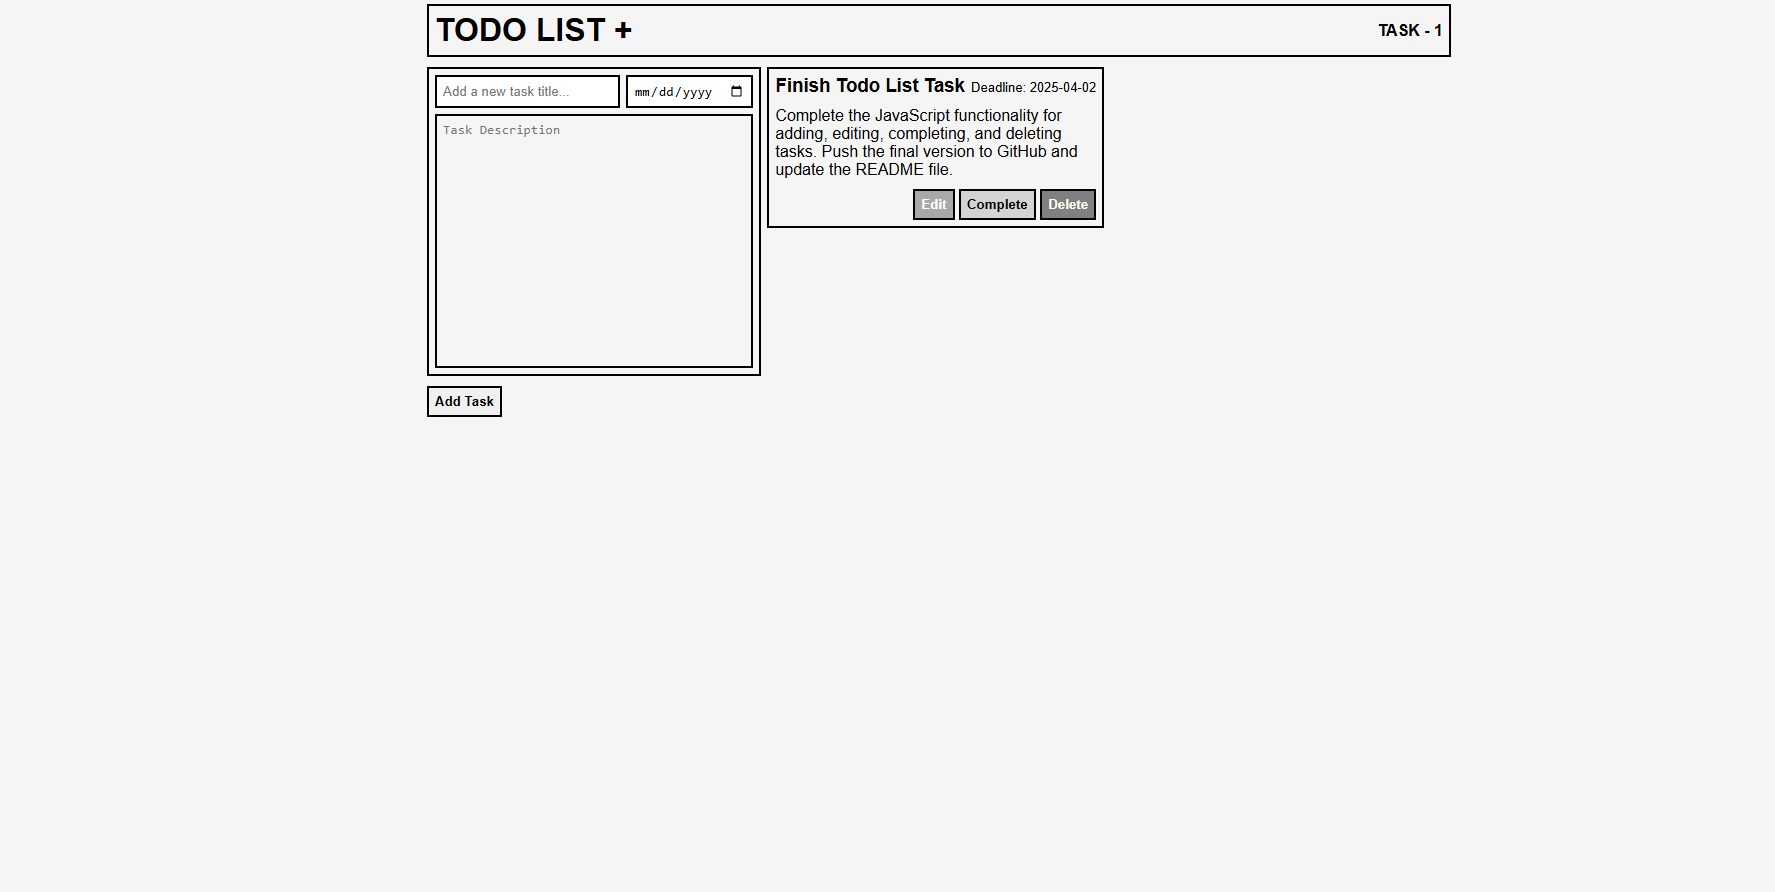 TODO LIST +
TASK - 1
Add a new task title...
mm/dd/yyyy
Task Description
Add Task
Finish Todo List Task
Deadline: 2025-04-02
Complete the JavaScript functionality for
adding, editing, completing, and deleting
tasks. Push the final version to GitHub and
update the README file.
Edit
Complete
Delete